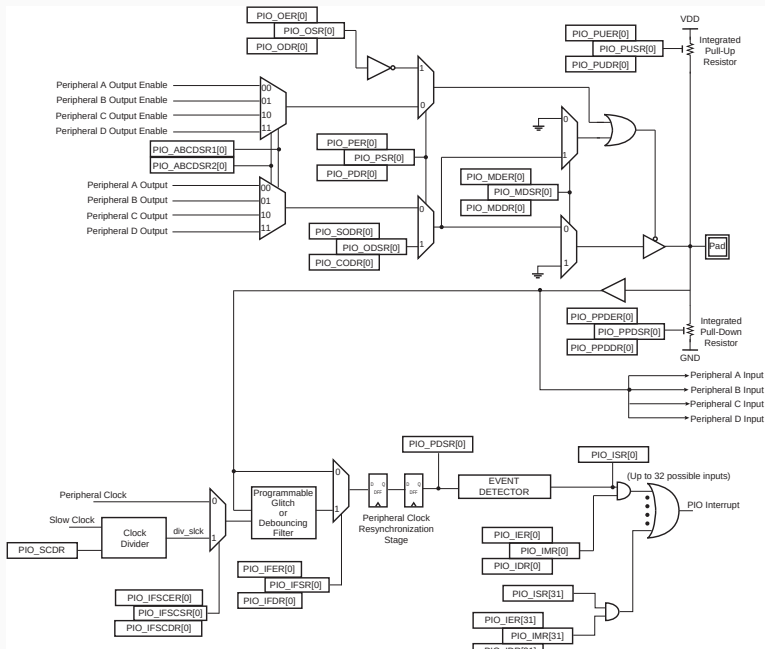 PIO_OER[0]
PIO_OSR[0]
PIO_ODR[0]
1
0
Peripheral A Output Enable
Peripheral B Output Enable
Peripheral C Output Enable
Peripheral D Output Enable
00
01
10
11
PIO_ABCDSR1[0]
PIO_ABCDSR2[0]
PIO_PER[0]
PIO_PSR[0]
PIO_PDR[0]
Peripheral A Output
Peripheral B Output
Peripheral C Output
Peripheral D Output
00
01
10
11
PIO_SODR[0]
PIO_ODSR[0]
PIO_CODR[0]
0
1
PIO_MDER[0]
PIO_MDSR[0]
PIO_MDDR[0]
0
1
0
1
PIO_PUER[0]
PIO_PUSR[0]
PIO_PUDR[0]
VDD
Integrated
Pull-Up
Resistor
Pad
PIO_PPDER[0]
PIO_PPDSR[0]
PIO_PPDDR[0]
Integrated
Pull-Down
Resistor
GND
Peripheral A Input
Peripheral B Input
Peripheral C Input
Peripheral D Input
PIO_PDSR[0]
PIO_ISR[0]
(Up to 32 possible inputs)
EVENT
DETECTOR
PIO Interrupt
Peripheral Clock
0
Slow Clock
Clock
Divider
div_slck
1
PIO_SCDR
Programmable
Glitch
or
Debouncing
Filter
0
1
D Q
DFF
D Q
DFF
Peripheral Clock
Resynchronization
Stage
PIO_IER[0]
PIO_IMR[0]
PIO_IDR[0]
PIO_IFER[0]
PIO_IFSR[0]
PIO_IFDR[0]
PIO_IFSCER[0]
PIO_IFSCSR[0]
PIO_IFSCDR[0]
PIO_ISR[31]
PIO_IER[31]
PIO_IMR[31]